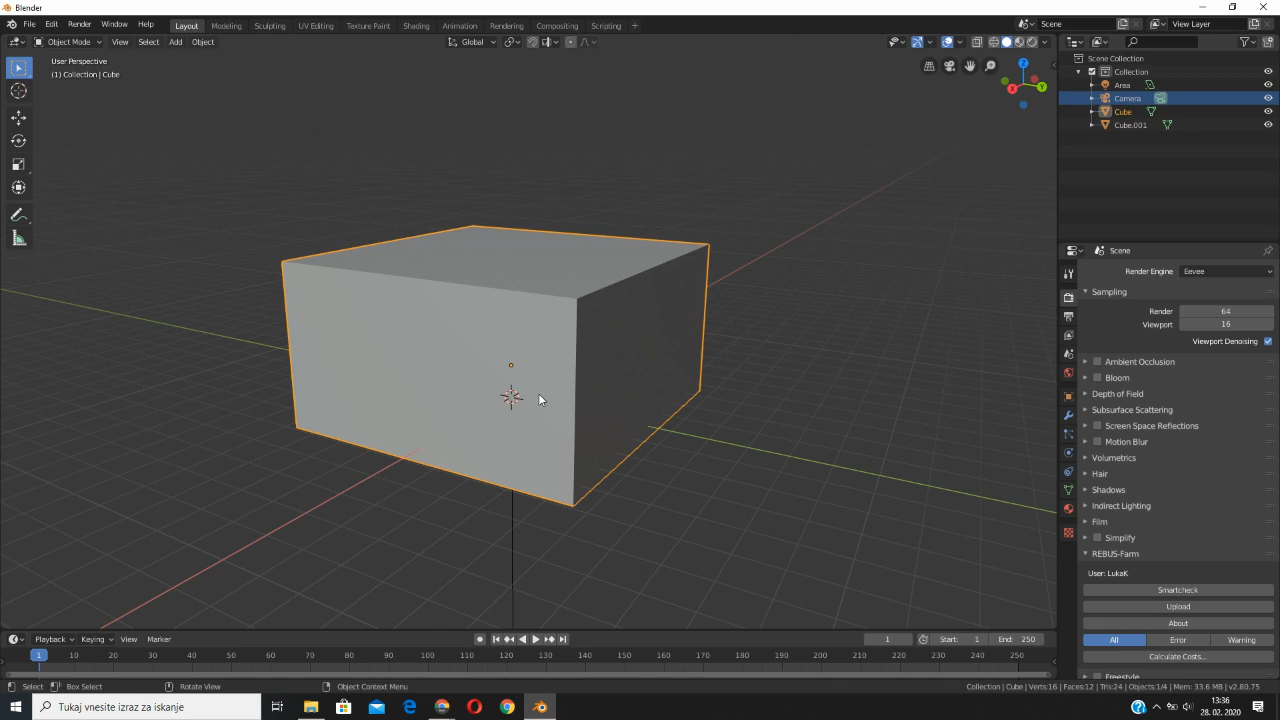 Blender
File Edit Render Window Help Layout Modeling Sculpting UV Editing Texture Paint Shading Animation Rendering Compositing Scripting + Scene View Layer
Object Mode View Select Add Object Global
User Perspective
(1) Collection | Cube
Z
X Y
Scene Collection
Collection
Area
Camera
Cube
Cube.001
Scene
Render Engine Eevee
Sampling
Render 64
Viewport 16
Viewport Denoising
Ambient Occlusion
Bloom
Depth of Field
Subsurface Scattering
Screen Space Reflections
Motion Blur
Volumetrics
Hair
Shadows
Indirect Lighting
Film
Simplify
REBUS-Farm
User: LukaK
Smartcheck
Upload
About
All Error Warning
Calculate Costs...
Freestyle
Playback Keying View Marker 1 Start: 1 End: 250
1 10 20 30 40 50 60 70 80 90 100 110 120 130 140 150 160 170 180 190 200 210 220 230 240 250
Select Box Select Rotate View Object Context Menu Collection | Cube | Verts:16 | Faces:12 | Tris:24 | Objects:1/4 | Mem: 33.6 MB | v2.80.75
Tukaj vnesite izraz za iskanje
13:36
28. 02. 2020